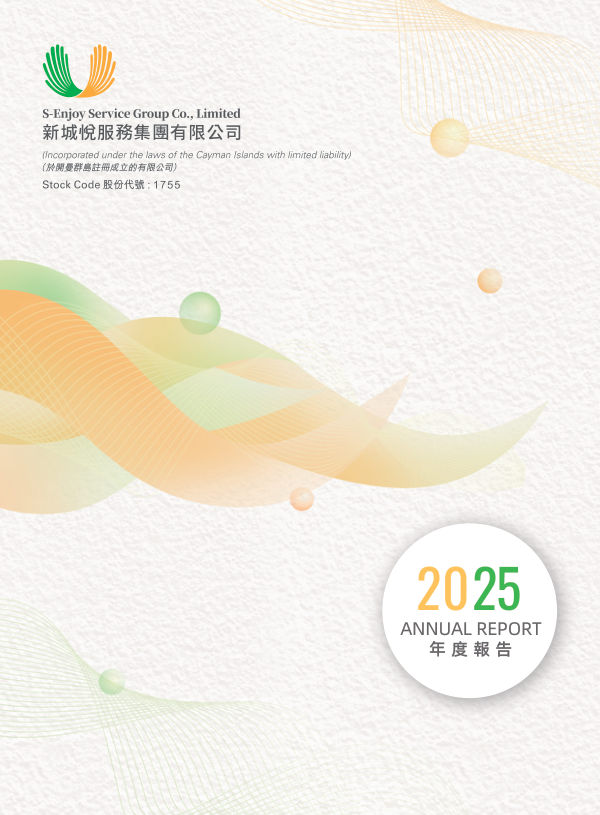 S-Enjoy Service Group Co., Limited
新城悅服務集團有限公司
(Incorporated under the laws of the Cayman Islands with limited liability)
(於開曼群島註冊成立的有限公司)
Stock Code 股份代號 : 1755
2025
ANNUAL REPORT
年度報告